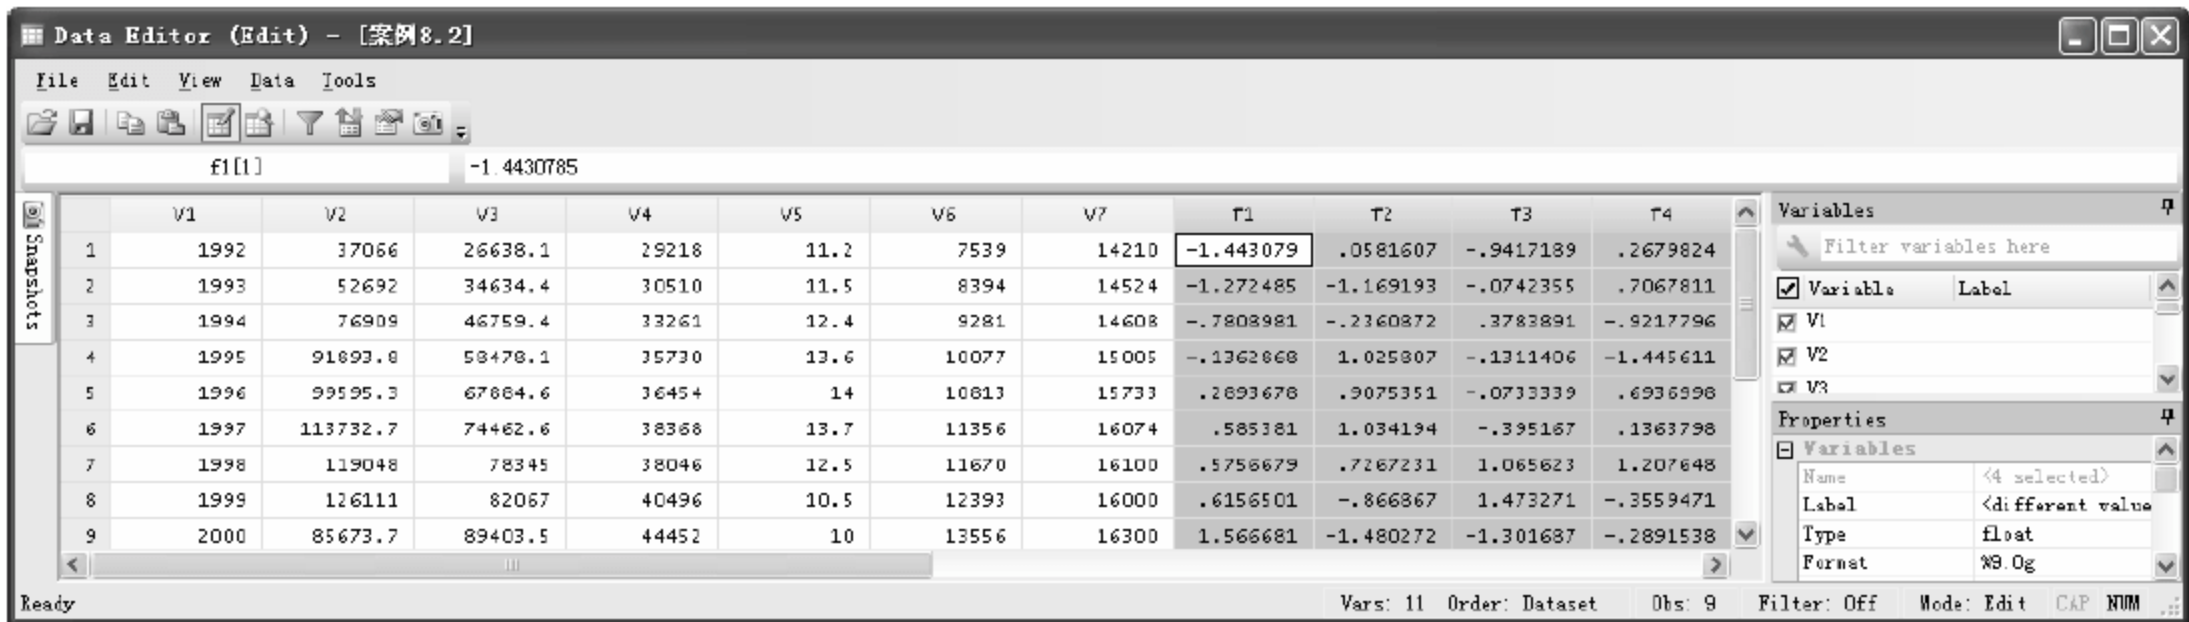 Data Editor (Edit) - [案例8.2]
File Edit View Data Tools
f1[1] -1.4430785
Snapshots
V1 V2 V3 V4 V5 V6 V7 f1 f2 f3 f4
1 1992 37066 26638.1 29218 11.2 7539 14210 -1.443079 .0581607 -.9417189 .2679824
2 1993 52692 34634.4 30510 11.5 8394 14524 -1.272485 -1.169193 -.0742355 .7067811
3 1994 76909 46759.4 33261 12.4 9281 14608 -.7808981 -.2360872 .3783891 -.9217796
4 1995 91893.8 58478.1 35730 13.6 10077 15005 -.1362868 1.025807 -.1311406 -1.445611
5 1996 99595.3 67884.6 36454 14 10813 15733 .2893678 .9075351 -.0733339 .6936998
6 1997 113732.7 74462.6 38368 13.7 11356 16074 .585381 1.034194 -.395167 .1363798
7 1998 119048 78345 38046 12.5 11670 16100 .5756679 .7267231 1.065623 1.207648
8 1999 126111 82067 40496 10.5 12393 16000 .6156501 -.866867 1.473271 -.3559471
9 2000 85673.7 89403.5 44452 10 13556 16300 1.566681 -1.480272 -1.301687 -.2891538
Variables
Filter variables here
Variable Label
V1
V2
V3
Properties
Variables
Name <4 selected>
Label <different value
Type float
Format %9.0g
Ready Vars: 11 Order: Dataset Obs: 9 Filter: Off Mode: Edit CAP NUM